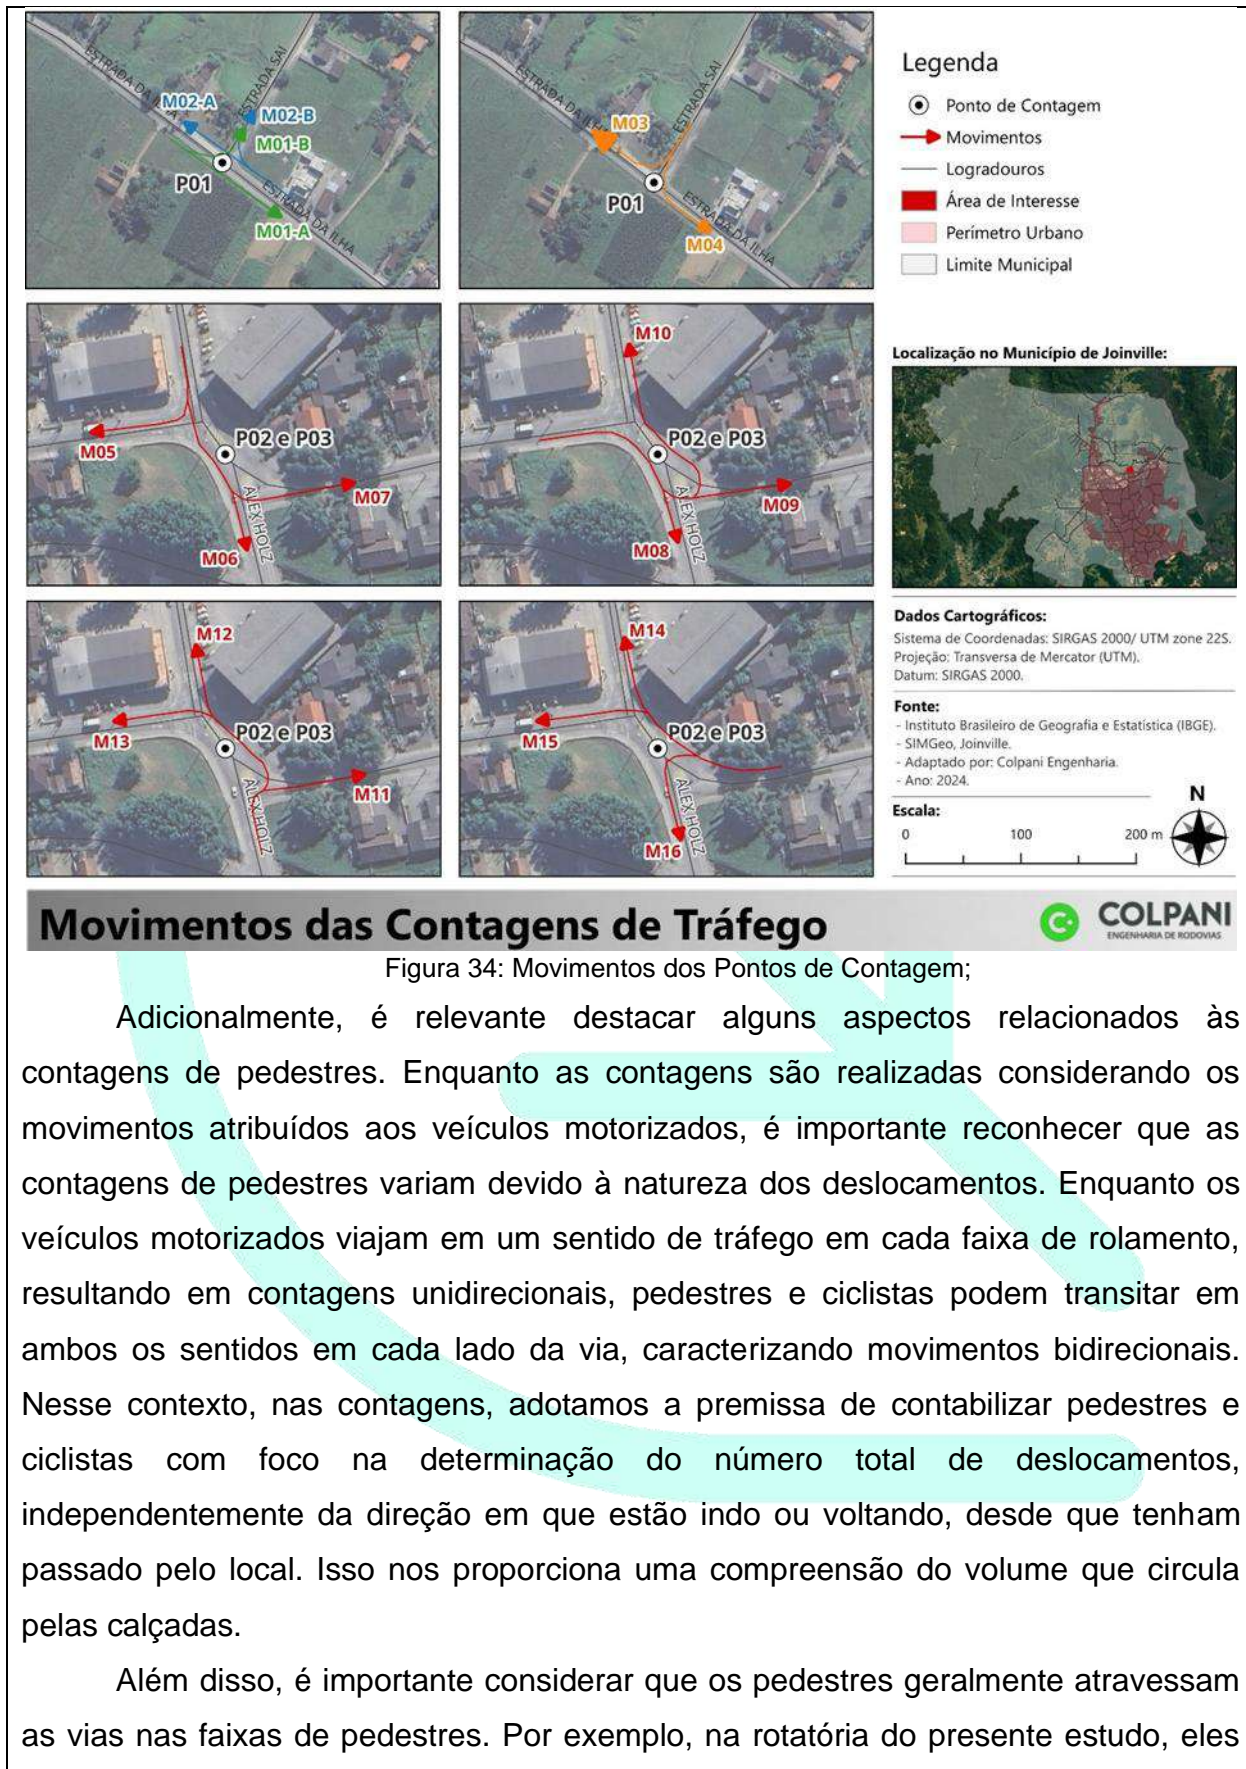 ESTRADA DA ILHA
ESTRADA SAI
M02-A
M02-B
M01-B
P01
ESTRADA DA ILHA
M01-A
ESTRADA DA ILHA
ESTRADA SAI
M03
P01
ESTRADA DA ILHA
M04
Legenda
Ponto de Contagem
Movimentos
Logradouros
Área de Interesse
Perímetro Urbano
Limite Municipal
P02 e P03
M05
M07
ALEX HOLZ
M06
M10
P02 e P03
M09
ALEX HOLZ
M08
Localização no Município de Joinville:
M12
P02 e P03
M13
M11
ALEX HOLZ
M14
P02 e P03
M15
ALEX HOLZ
M16
Dados Cartográficos:
Sistema de Coordenadas: SIRGAS 2000/ UTM zone 22S.
Projeção: Transversa de Mercator (UTM).
Datum: SIRGAS 2000.
Fonte:
- Instituto Brasileiro de Geografia e Estatística (IBGE).
- SIMGeo, Joinville.
- Adaptado por: Colpani Engenharia.
- Ano: 2024.
Escala:
0 100 200 m
N
Movimentos das Contagens de Tráfego
COLPANI
ENGENHARIA DE RODOVIAS
Figura 34: Movimentos dos Pontos de Contagem;
Adicionalmente, é relevante destacar alguns aspectos relacionados às
contagens de pedestres. Enquanto as contagens são realizadas considerando os
movimentos atribuídos aos veículos motorizados, é importante reconhecer que as
contagens de pedestres variam devido à natureza dos deslocamentos. Enquanto os
veículos motorizados viajam em um sentido de tráfego em cada faixa de rolamento,
resultando em contagens unidirecionais, pedestres e ciclistas podem transitar em
ambos os sentidos em cada lado da via, caracterizando movimentos bidirecionais.
Nesse contexto, nas contagens, adotamos a premissa de contabilizar pedestres e
ciclistas com foco na determinação do número total de deslocamentos,
independentemente da direção em que estão indo ou voltando, desde que tenham
passado pelo local. Isso nos proporciona uma compreensão do volume que circula
pelas calçadas.
Além disso, é importante considerar que os pedestres geralmente atravessam
as vias nas faixas de pedestres. Por exemplo, na rotatória do presente estudo, eles